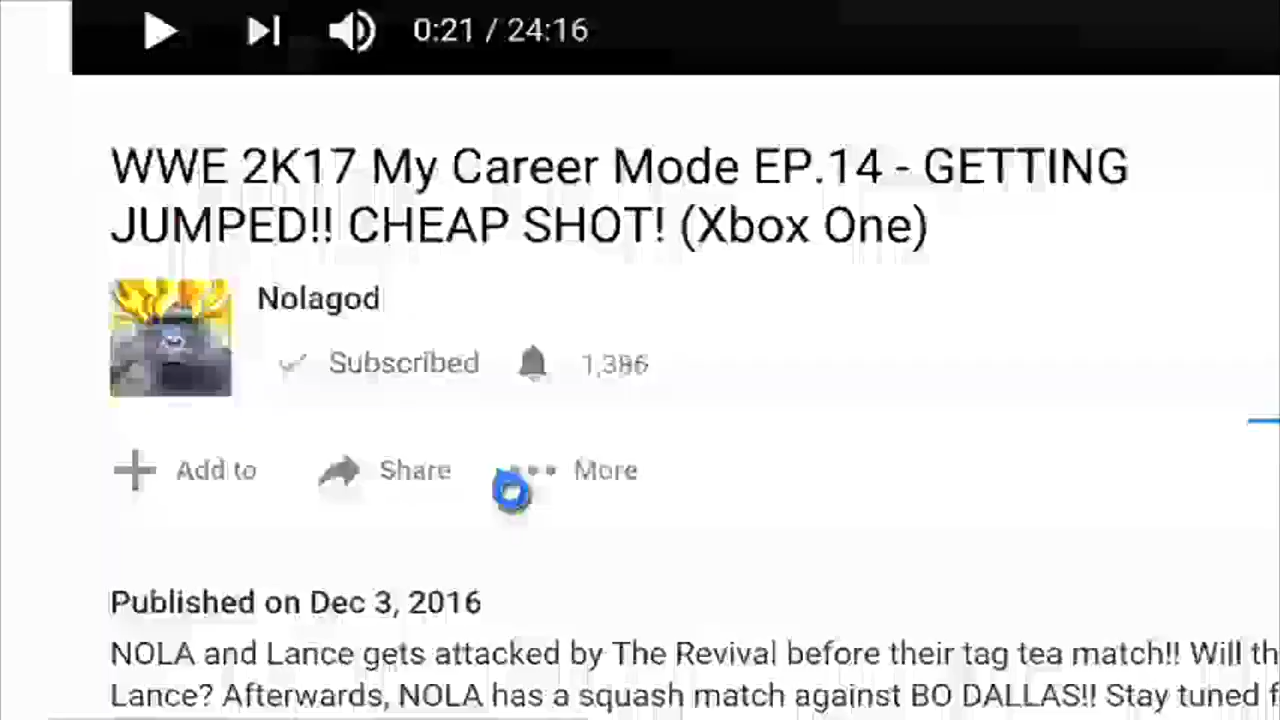 0:21 / 24:16
WWE 2K17 My Career Mode EP.14 - GETTING
JUMPED!! CHEAP SHOT! (Xbox One)
Nolagod
Subscribed 1,386
Add to Share More
Published on Dec 3, 2016
NOLA and Lance gets attacked by The Revival before their tag tea match!! Will th
Lance? Afterwards, NOLA has a squash match against BO DALLAS!! Stay tuned f